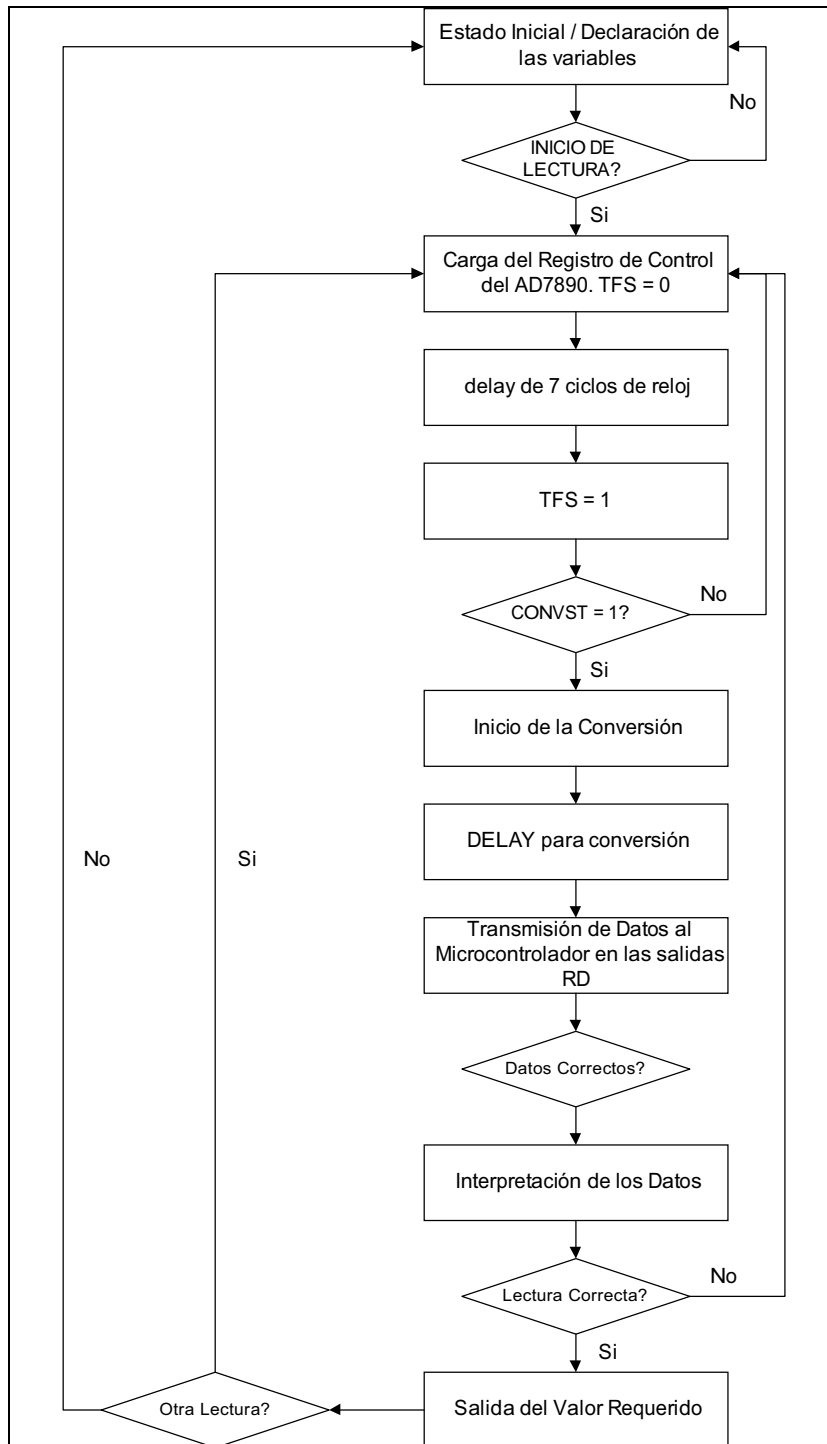 Estado Inicial / Declaración de
las variables
No
INICIO DE
LECTURA?
Si
Carga del Registro de Control
del AD7890. TFS = 0
delay de 7 ciclos de reloj
TFS = 1
CONVST = 1?
No
Si
Inicio de la Conversión
DELAY para conversión
No
Si
Transmisión de Datos al
Microcontrolador en las salidas
RD
Datos Correctos?
Interpretación de los Datos
Lectura Correcta?
No
Si
Otra Lectura?
Salida del Valor Requerido